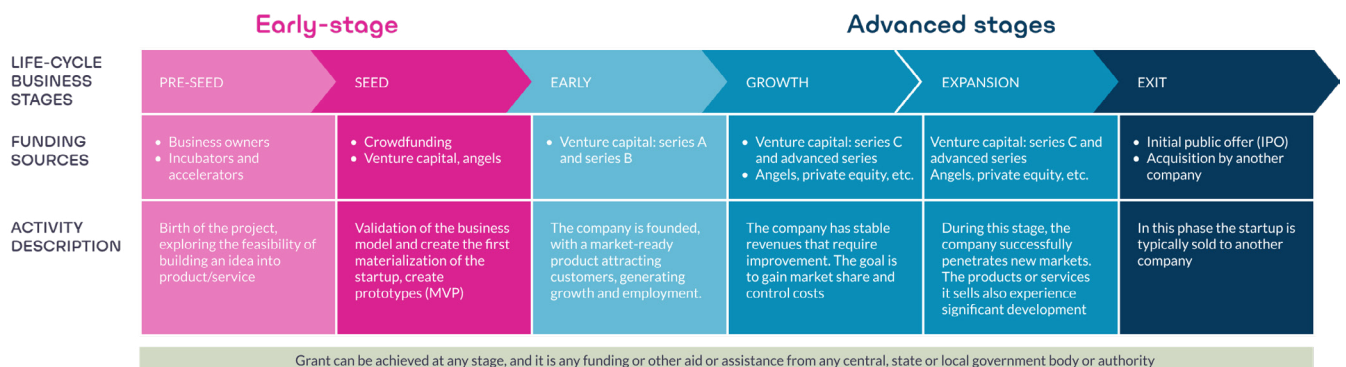 Early-stage
Advanced stages
LIFE-CYCLE
BUSINESS
STAGES
PRE-SEED
SEED
EARLY
GROWTH
EXPANSION
EXIT
FUNDING
SOURCES
• Business owners
• Incubators and
accelerators
• Crowdfunding
• Venture capital, angels
• Venture capital: series A
and series B
• Venture capital: series C
and advanced series
• Angels, private equity, etc.
Venture capital: series C and
advanced series
Angels, private equity, etc.
• Initial public offer (IPO)
• Acquisition by another
company
ACTIVITY
DESCRIPTION
Birth of the project,
exploring the feasibility of
building an idea into
product/service
Validation of the business
model and create the first
materialization of the
startup, create
prototypes (MVP)
The company is founded,
with a market-ready
product attracting
customers, generating
growth and employment.
The company has stable
revenues that require
improvement. The goal is
to gain market share and
control costs
During this stage, the
company successfully
penetrates new markets.
The products or services
it sells also experience
significant development
In this phase the startup is
typically sold to another
company
Grant can be achieved at any stage, and it is any funding or other aid or assistance from any central, state or local government body or authority